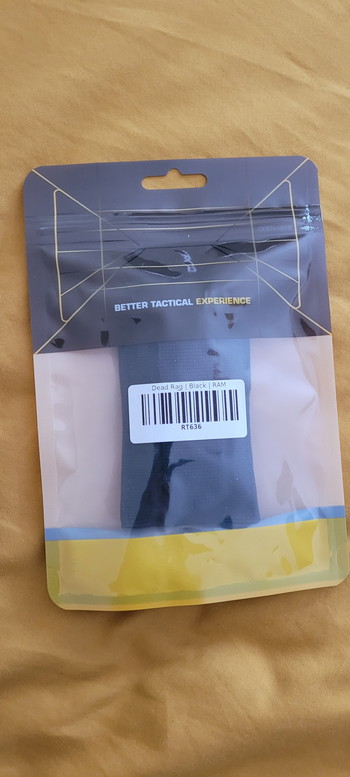 BETTER TACTICAL EXPERIENCE
Dead Rag | Black | RAM
RT636